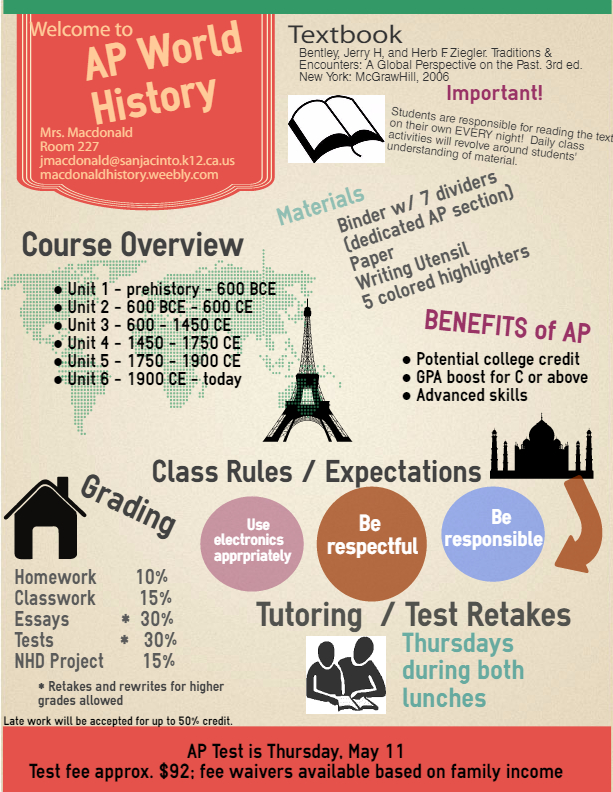 Welcome to
AP World
History
Mrs. Macdonald
Room 227
jmacdonald@sanjacinto.k12.ca.us
macdonaldhistory.weebly.com
Textbook
Bentley, Jerry H, and Herb F Ziegler. Traditions &
Encounters: A Global Perspective on the Past. 3rd ed.
New York: McGrawHill, 2006
Important!
Students are responsible for reading the text
on their own EVERY night! Daily class
activities will revolve around students'
understanding of material.
Materials
Binder w/ 7 dividers
(dedicated AP section)
Paper
Writing Utensil
5 colored highlighters
Course Overview
● Unit 1 - prehistory - 600 BCE
● Unit 2 - 600 BCE - 600 CE
● Unit 3 - 600 - 1450 CE
● Unit 4 - 1450 - 1750 CE
● Unit 5 - 1750 - 1900 CE
● Unit 6 - 1900 CE - today
BENEFITS of AP
● Potential college credit
● GPA boost for C or above
● Advanced skills
Class Rules / Expectations
Use
electronics
apprpriately
Be
respectful
Be
responsible
Grading
Homework 10%
Classwork 15%
Essays * 30%
Tests * 30%
NHD Project 15%
* Retakes and rewrites for higher
grades allowed
Late work will be accepted for up to 50% credit.
Tutoring / Test Retakes
Thursdays
during both
lunches
AP Test is Thursday, May 11
Test fee approx. $92; fee waivers available based on family income